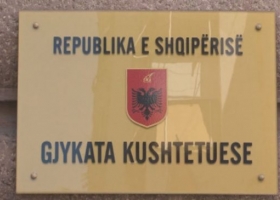 REPUBLIKA E SHQIPËRISË
GJYKATA KUSHTETUESE